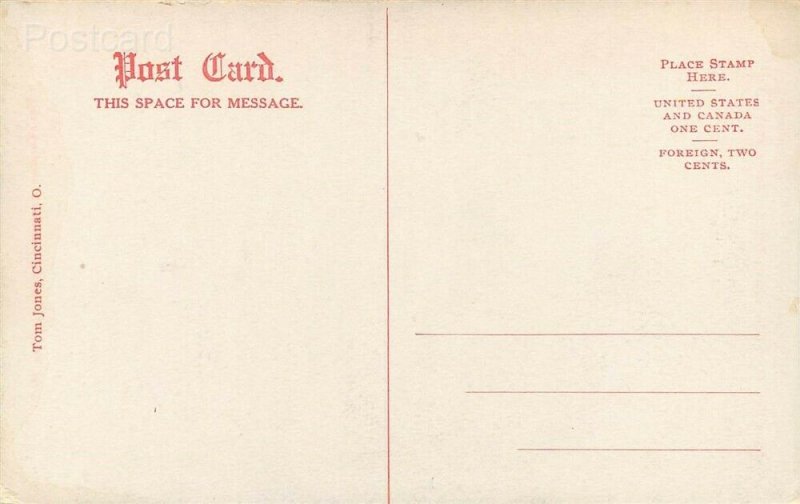 Postcard
Post Card.
THIS SPACE FOR MESSAGE.
PLACE STAMP
HERE.
UNITED STATES
AND CANADA
ONE CENT.
FOREIGN, TWO
CENTS.
Tom Jones, Cincinnati, O.